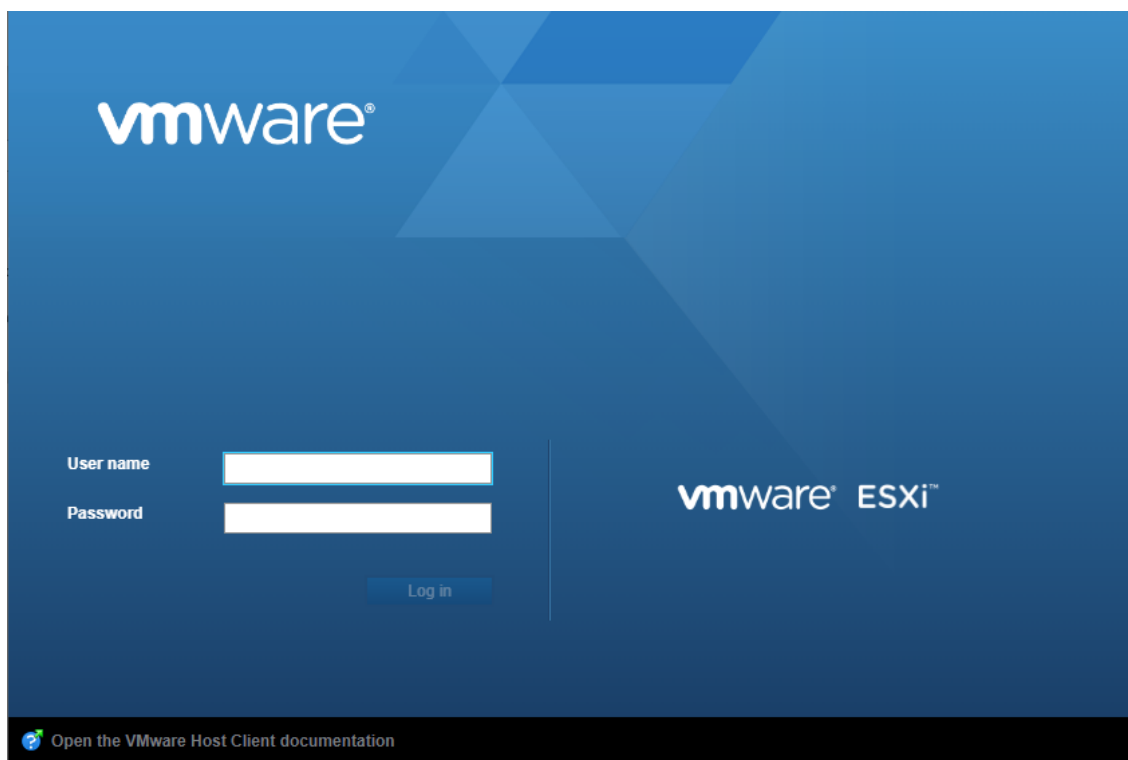 vmware®
User name
Password
vmware® ESXi™
Log in
Open the VMware Host Client documentation